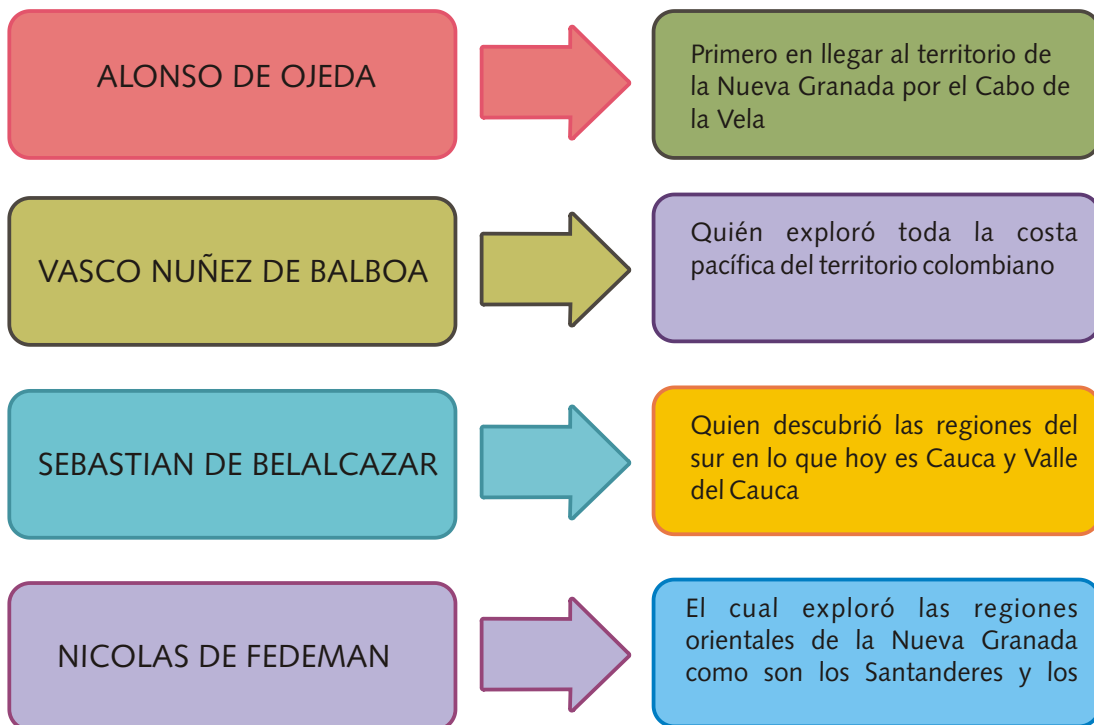 ALONSO DE OJEDA
Primero en llegar al territorio de
la Nueva Granada por el Cabo de
la Vela
VASCO NUÑEZ DE BALBOA
Quién exploró toda la costa
pacífica del territorio colombiano
SEBASTIAN DE BELALCAZAR
Quien descubrió las regiones del
sur en lo que hoy es Cauca y Valle
del Cauca
NICOLAS DE FEDEMAN
El cual exploró las regiones
orientales de la Nueva Granada
como son los Santanderes y los